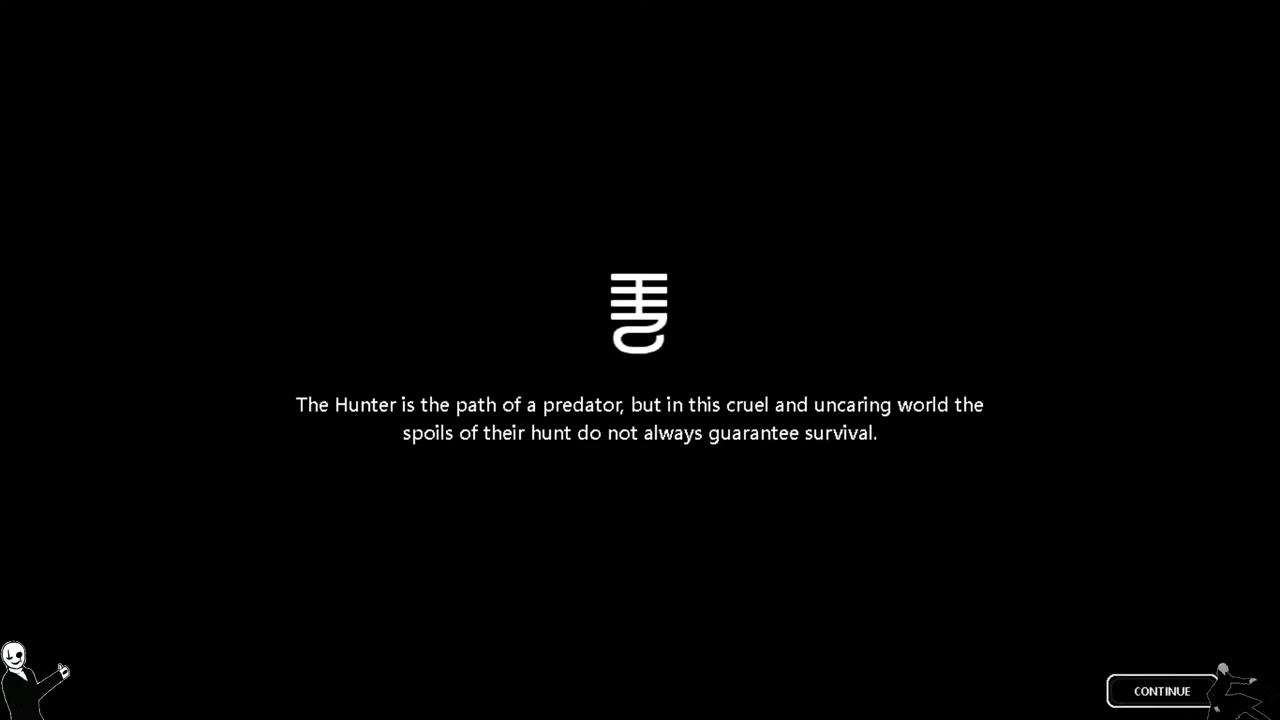 The Hunter is the path of a predator, but in this cruel and uncaring world the
spoils of their hunt do not always guarantee survival.
CONTINUE